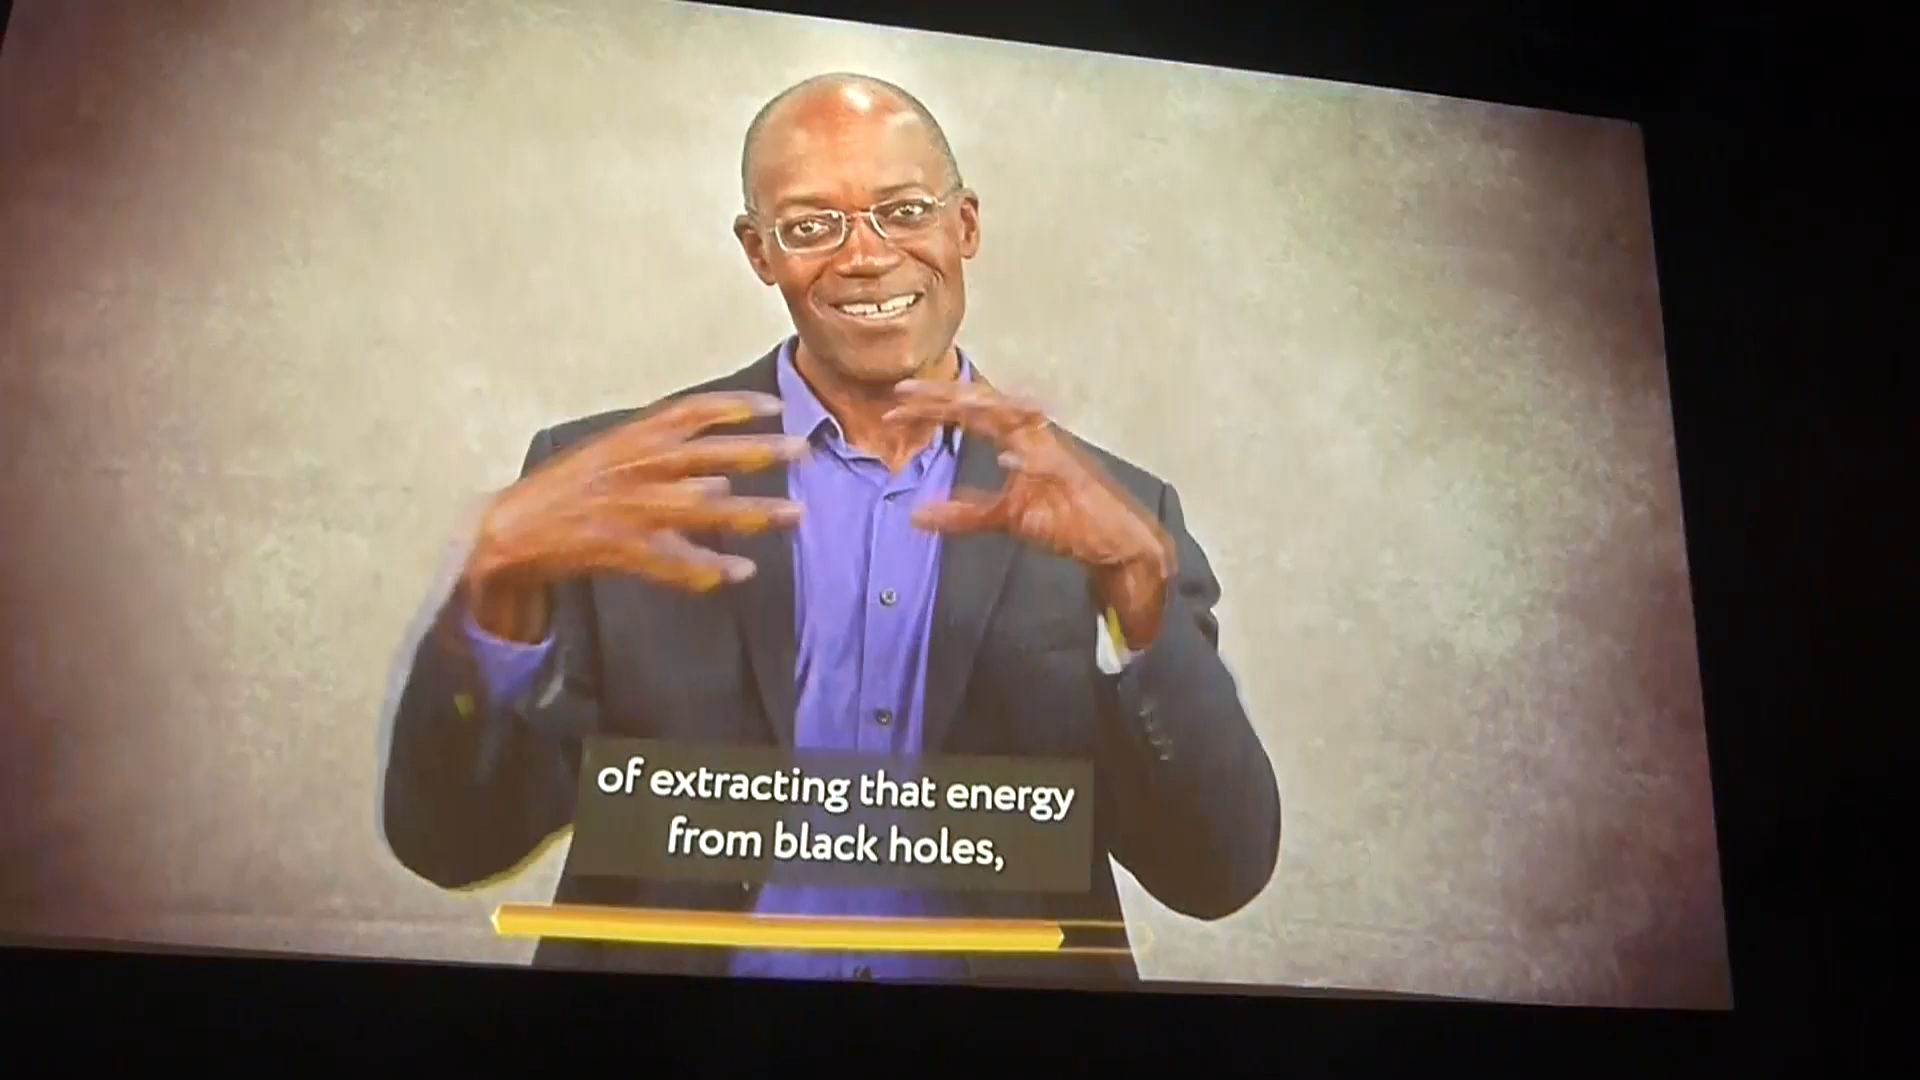 of extracting that energy
from black holes,